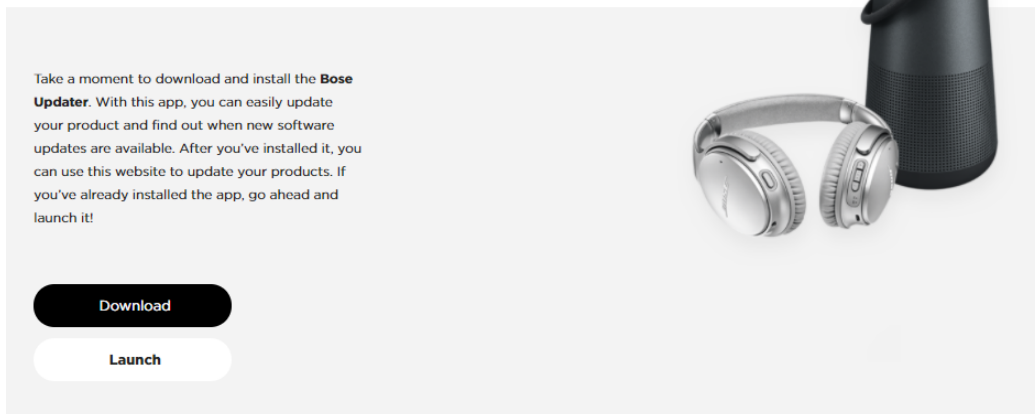 Take a moment to download and install the Bose
Updater. With this app, you can easily update
your product and find out when new software
updates are available. After you’ve installed it, you
can use this website to update your products. If
you’ve already installed the app, go ahead and
launch it!
Download
Launch